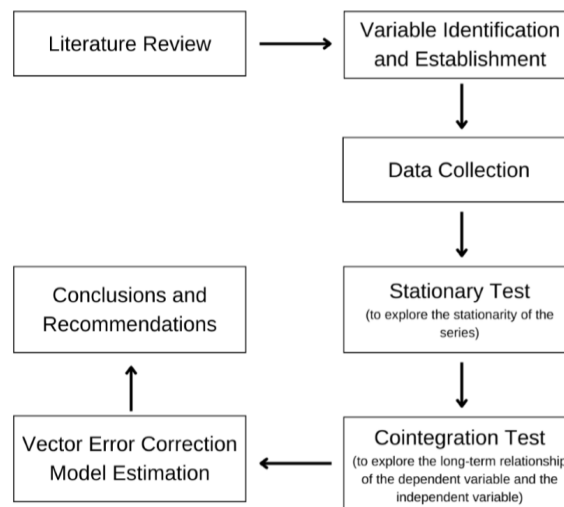 Literature Review
Variable Identification
and Establishment
Data Collection
Stationary Test
(to explore the stationarity of the
series)
Cointegration Test
(to explore the long-term relationship
of the dependent variable and the
independent variable)
Vector Error Correction
Model Estimation
Conclusions and
Recommendations